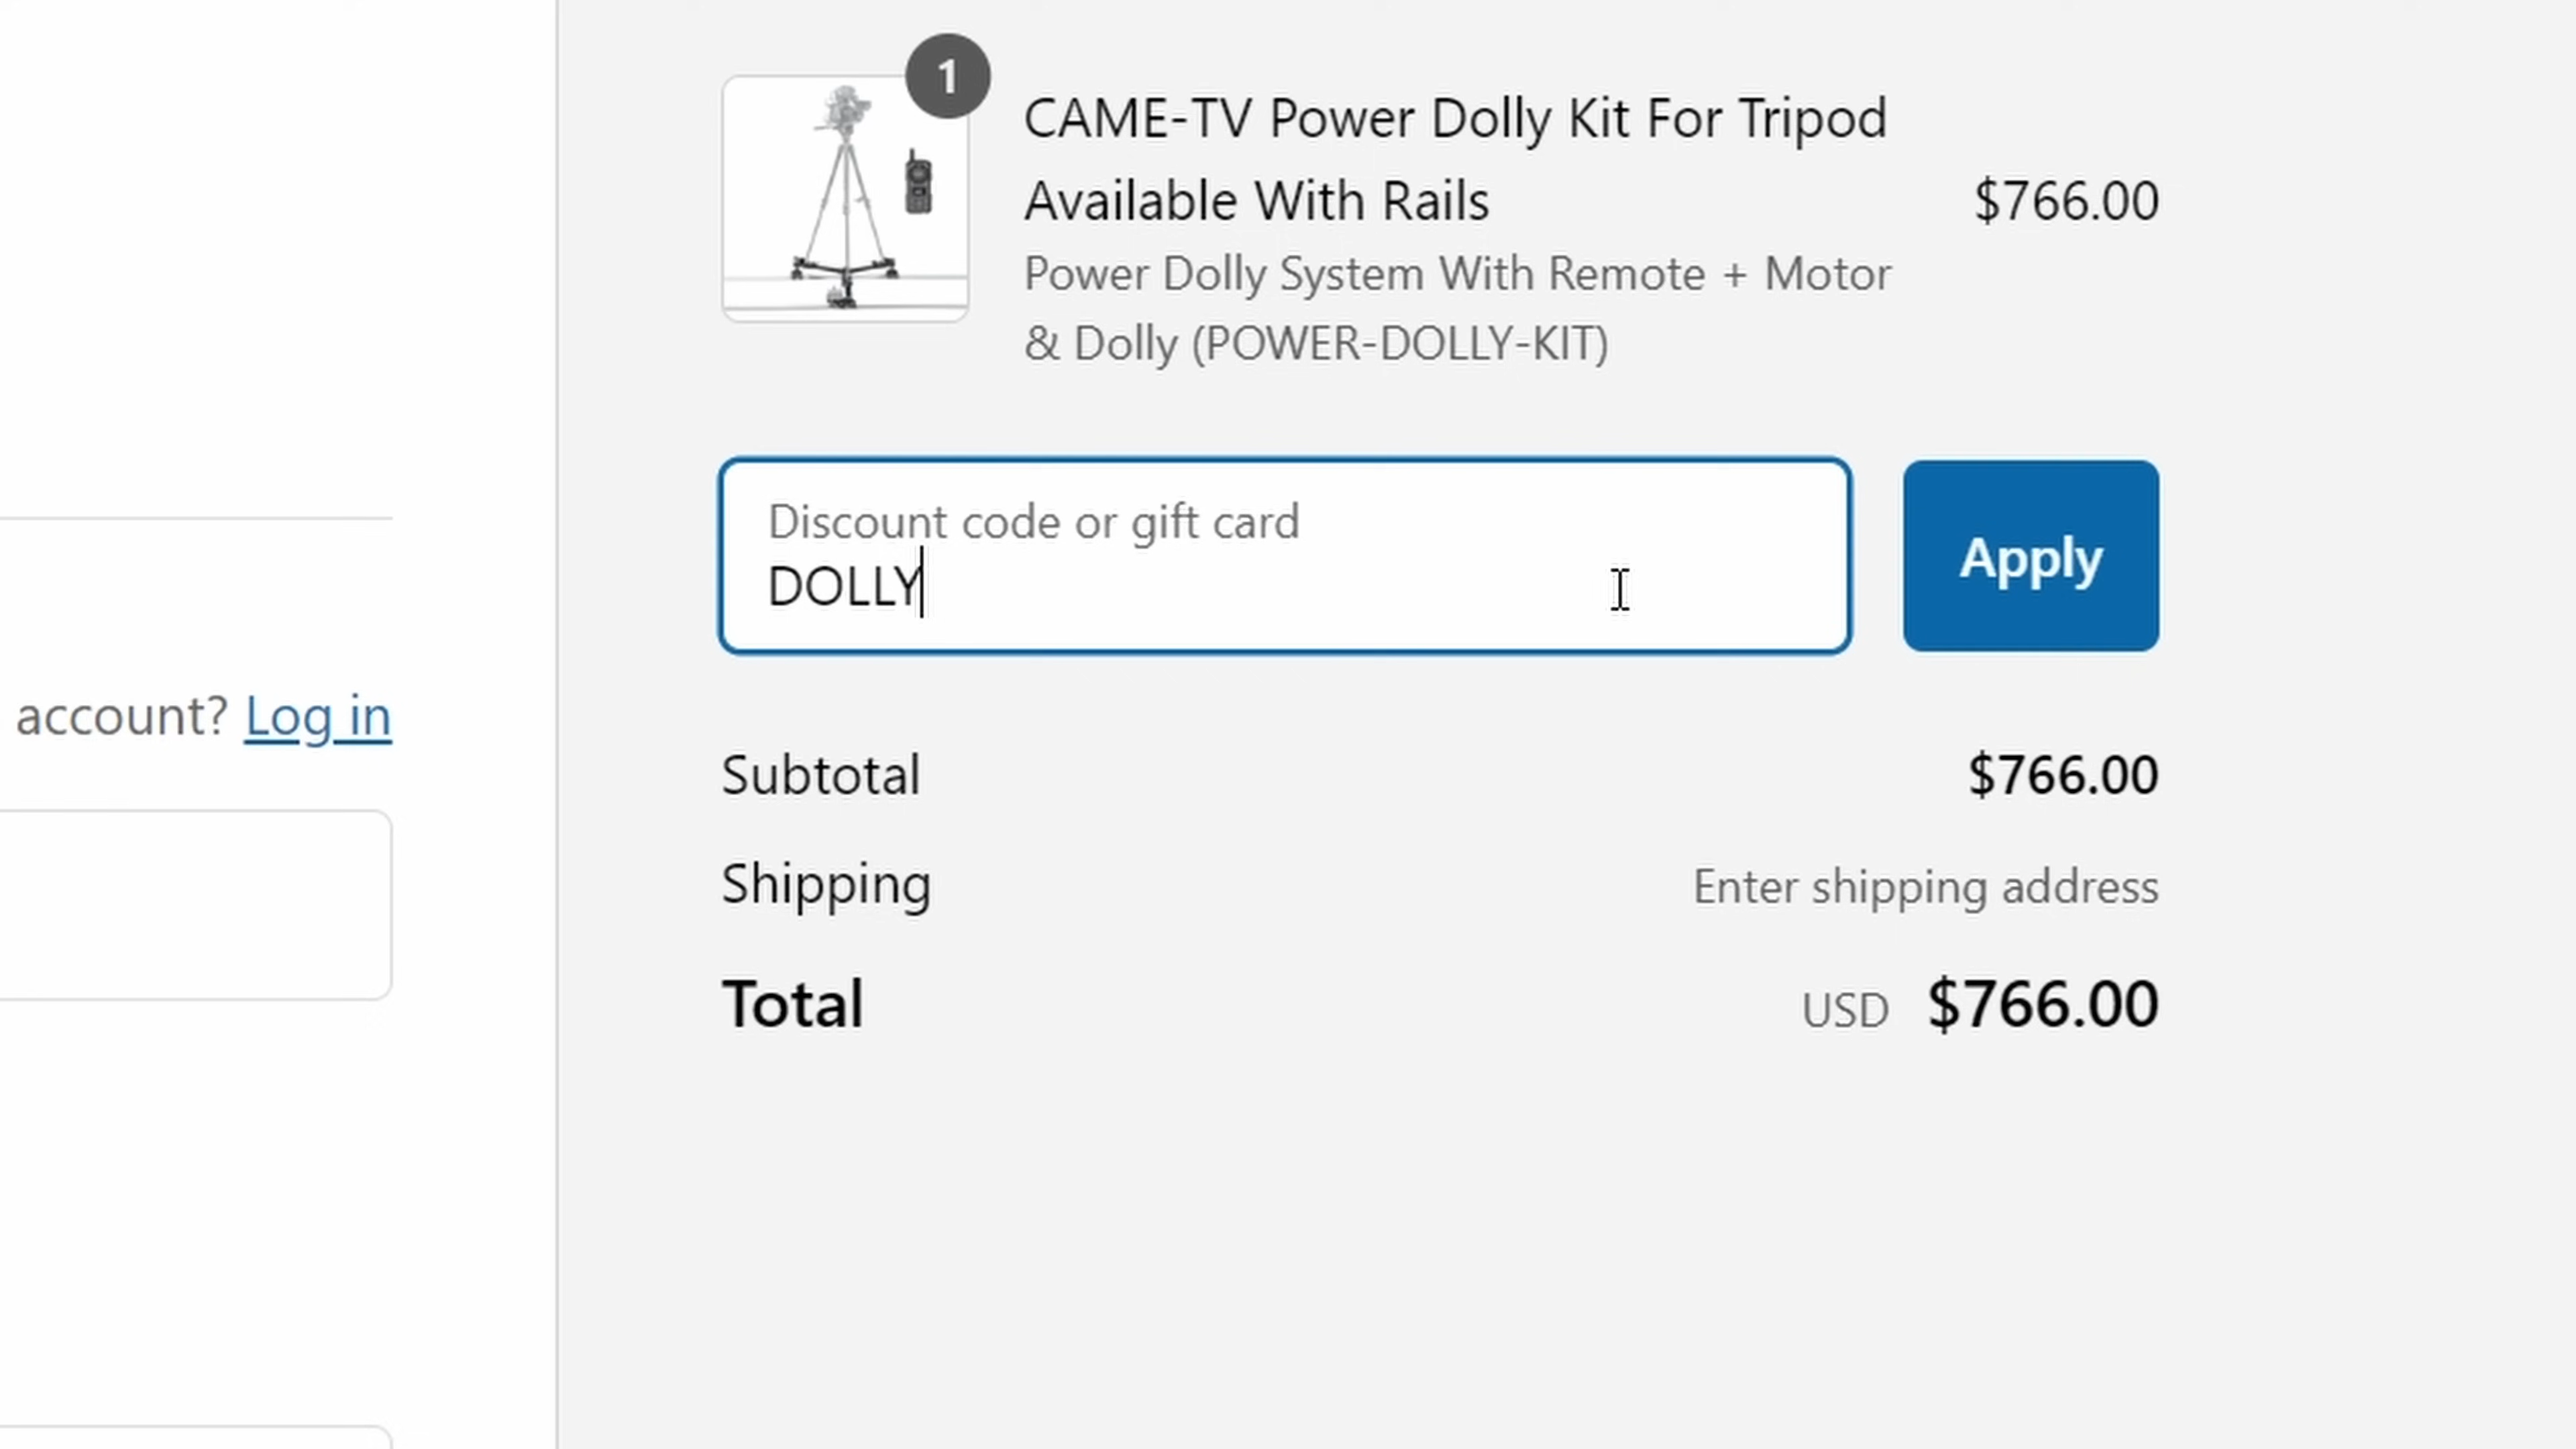 1
CAME-TV Power Dolly Kit For Tripod
Available With Rails
$766.00
Power Dolly System With Remote + Motor
& Dolly (POWER-DOLLY-KIT)
Discount code or gift card
DOLLY
Apply
account? Log in
Subtotal
$766.00
Shipping
Enter shipping address
Total
USD $766.00